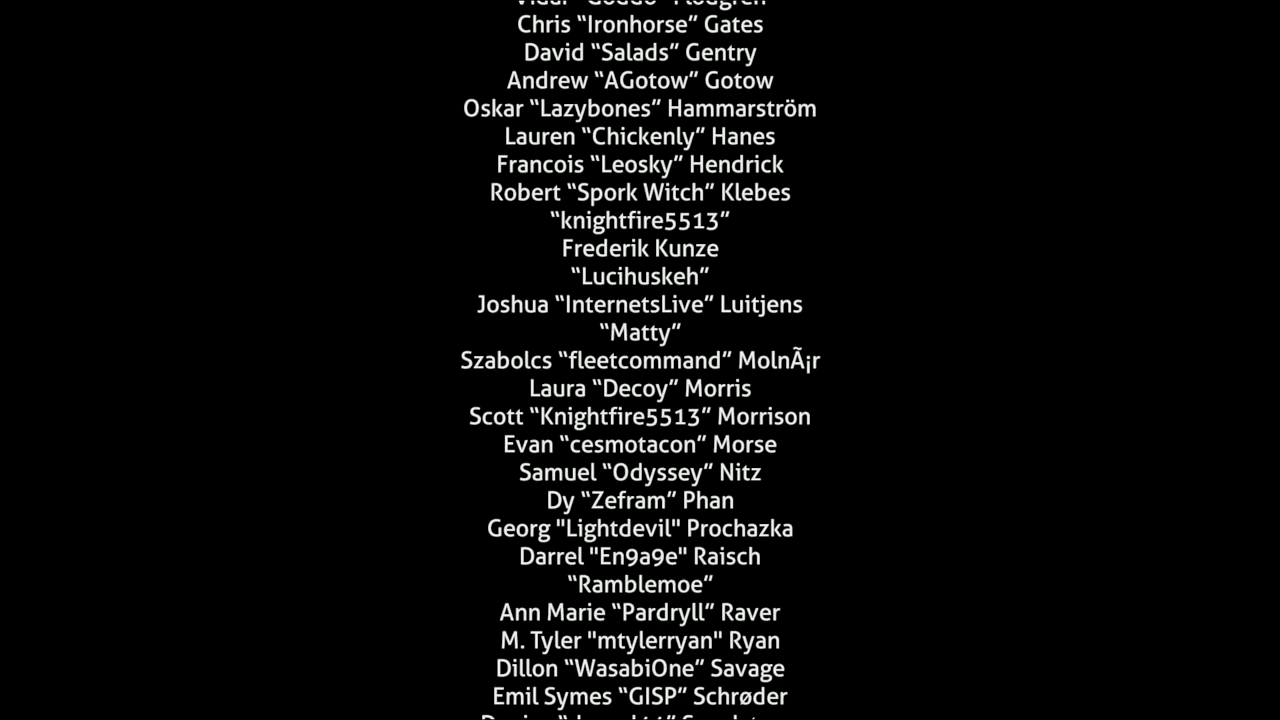 Chris “Ironhorse” Gates
David “Salads” Gentry
Andrew “AGotow” Gotow
Oskar “Lazybones” Hammarström
Lauren “Chickenly” Hanes
Francois “Leosky” Hendrick
Robert “Spork Witch” Klebes
“knightfire5513”
Frederik Kunze
“Lucihuskeh”
Joshua “InternetsLive” Luitjens
“Matty”
Szabolcs “fleetcommand” MolnÃ¡r
Laura “Decoy” Morris
Scott “Knightfire5513” Morrison
Evan “cesmotacon” Morse
Samuel “Odyssey” Nitz
Dy “Zefram” Phan
Georg "Lightdevil" Prochazka
Darrel "En9a9e" Raisch
“Ramblemoe”
Ann Marie “Pardryll” Raver
M. Tyler "mtylerryan" Ryan
Dillon “WasabiOne” Savage
Emil Symes “GISP” Schrøder